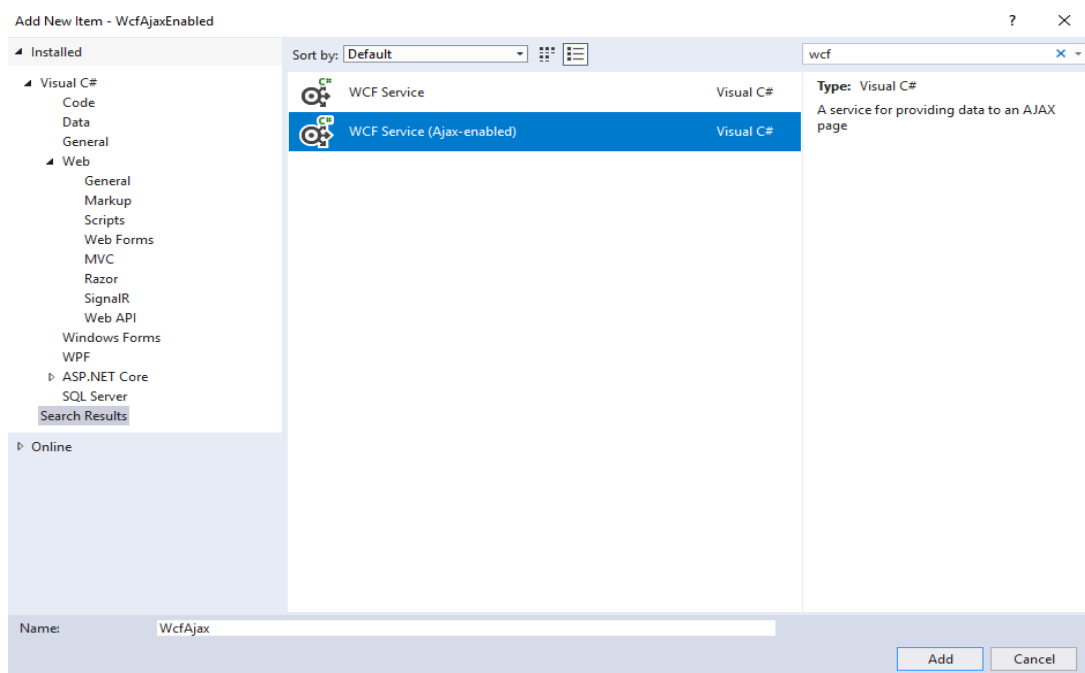 Add New Item - WcfAjaxEnabled
?
Installed
Visual C#
Code
Data
General
Web
General
Markup
Scripts
Web Forms
MVC
Razor
SignalR
Web API
Windows Forms
WPF
ASP.NET Core
SQL Server
Search Results
Online
Sort by: Default
C# WCF Service Visual C#
C# WCF Service (Ajax-enabled) Visual C#
wcf
Type: Visual C#
A service for providing data to an AJAX
page
Name: WcfAjax
Add Cancel